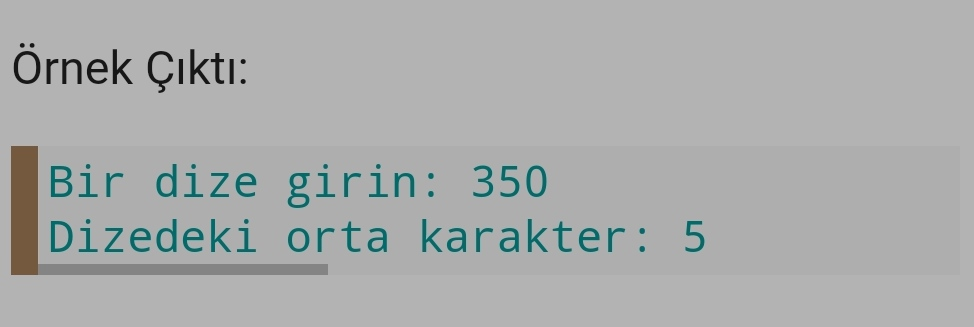 Örnek Çıktı:
Bir dize girin: 350
Dizedeki orta karakter: 5